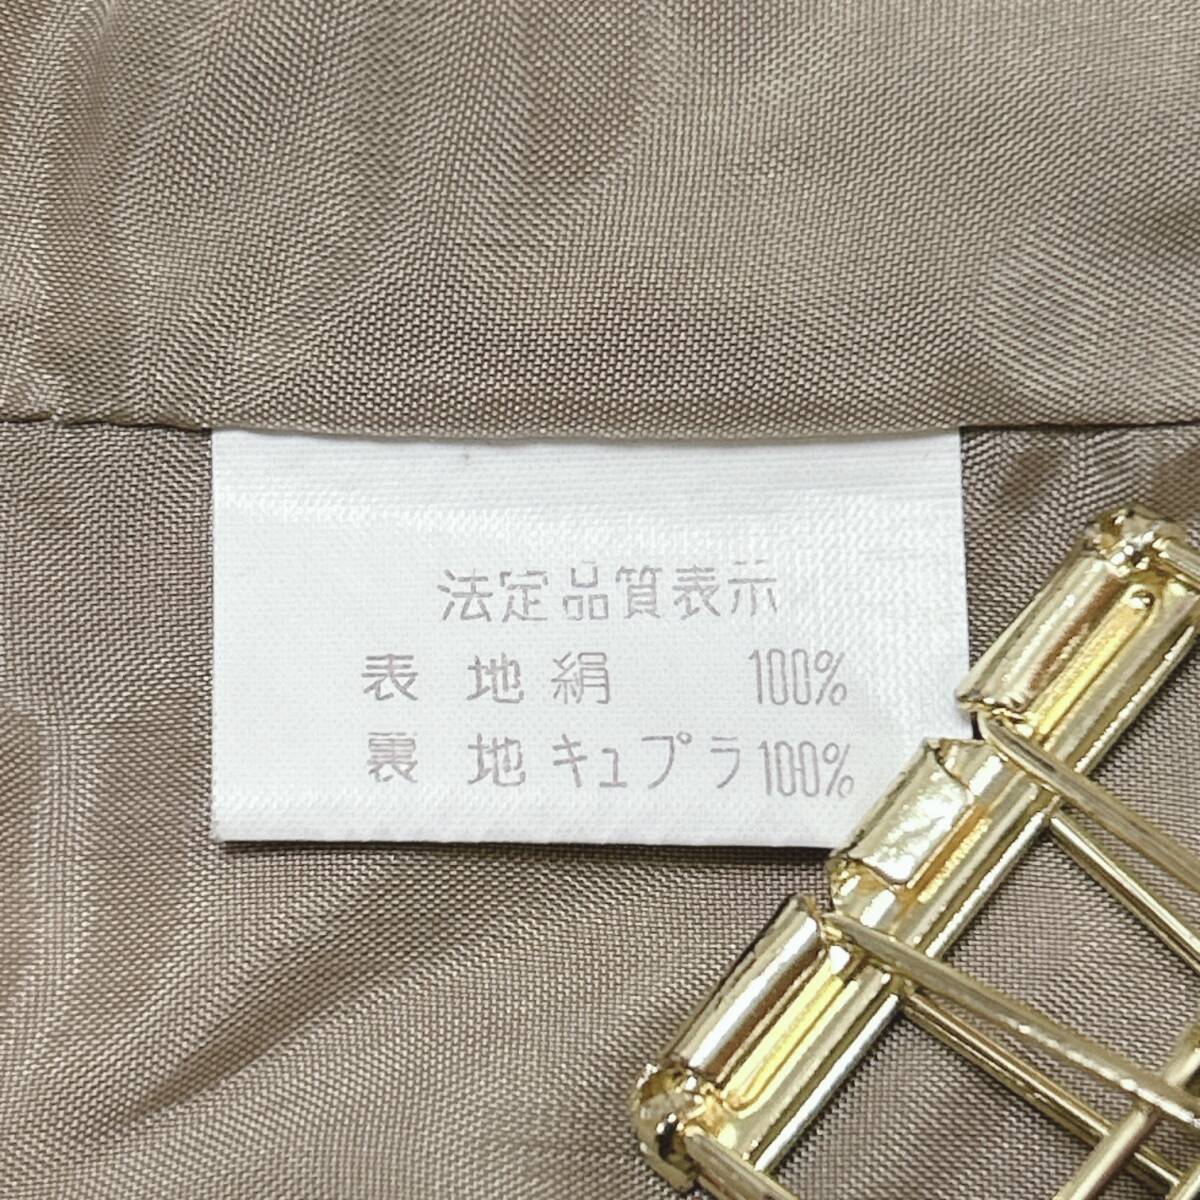 法定品質表示
表 地 絹 100%
裏 地 キュプラ 100%